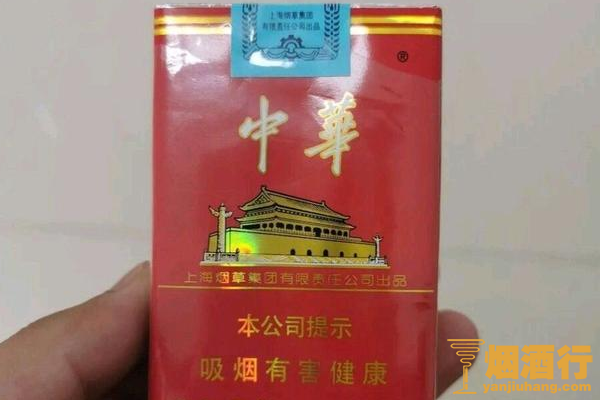 上海烟草集团
有限责任公司出品
®
中華
上海烟草集团有限责任公司出品
本公司提示
吸烟有害健康
烟酒行
yanjiuhang.com